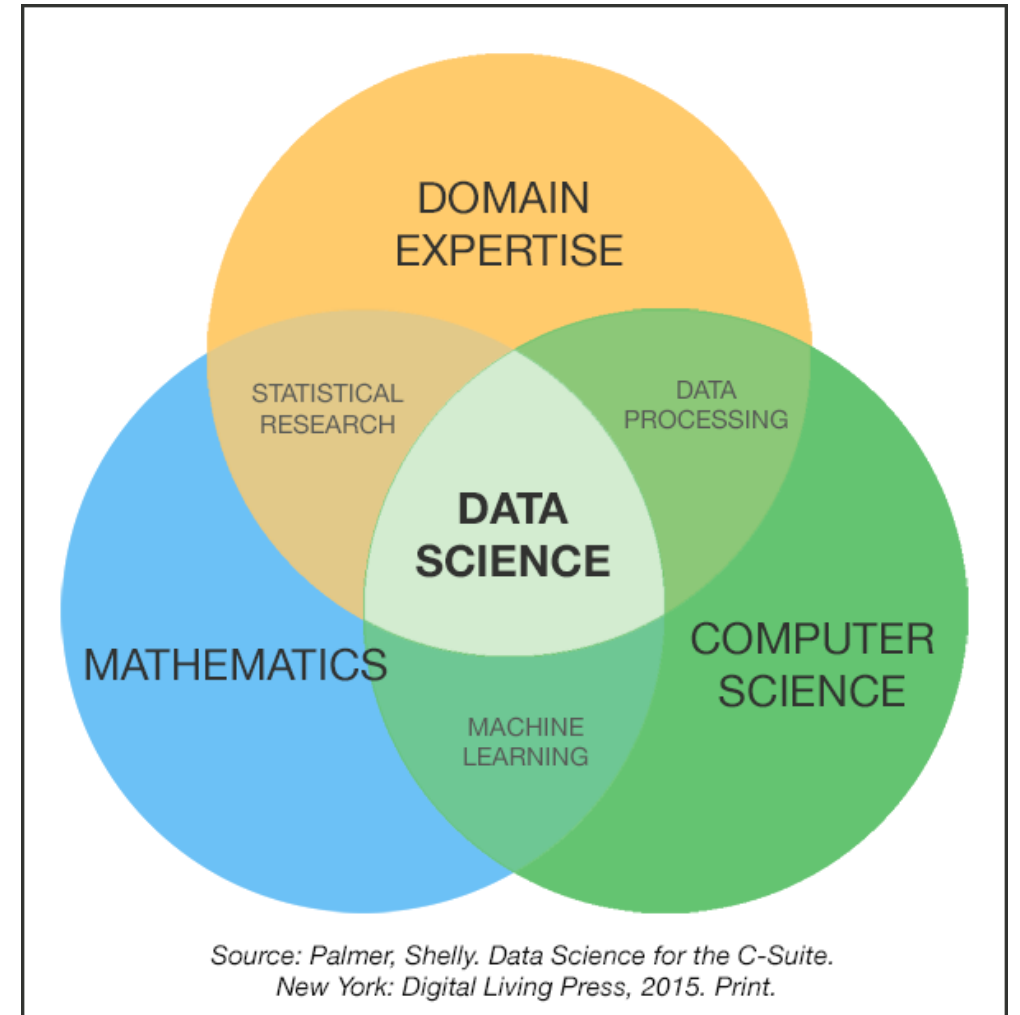 DOMAIN
EXPERTISE
STATISTICAL
RESEARCH
DATA
PROCESSING
DATA
SCIENCE
MATHEMATICS
COMPUTER
SCIENCE
MACHINE
LEARNING
Source: Palmer, Shelly. Data Science for the C-Suite.
New York: Digital Living Press, 2015. Print.